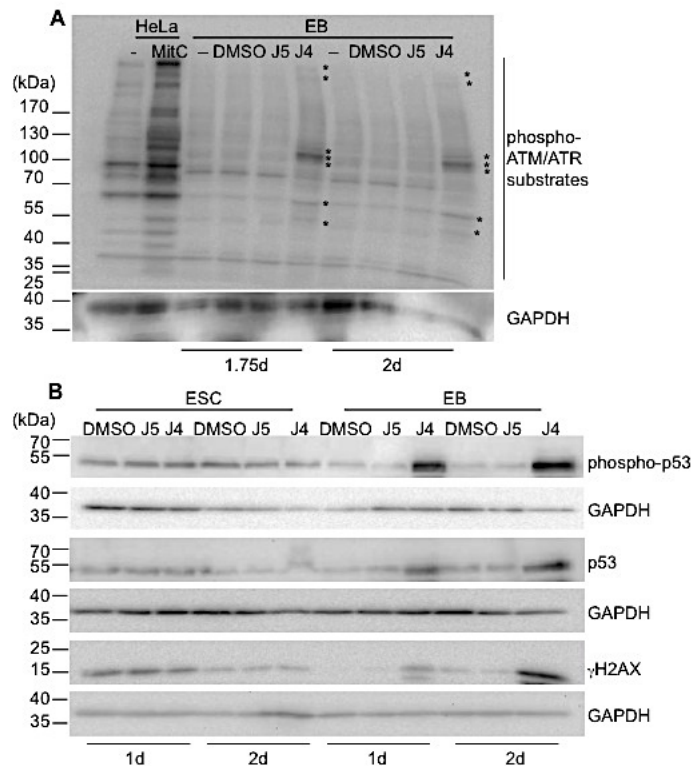 A
HeLa EB
- MitC – DMSO J5 J4 – DMSO J5 J4
(kDa)
170
130
100
70
55
40
35
25
* * * * * * * * * * * * * *
phospho-
ATM/ATR
substrates
40
35
GAPDH
1.75d 2d
B
ESC EB
(kDa)
DMSO J5 J4 DMSO J5 J4 DMSO J5 J4 DMSO J5 J4
70
55
phospho-p53
40
35
GAPDH
70
55
p53
40
35
GAPDH
25
15
γH2AX
40
35
GAPDH
1d 2d 1d 2d